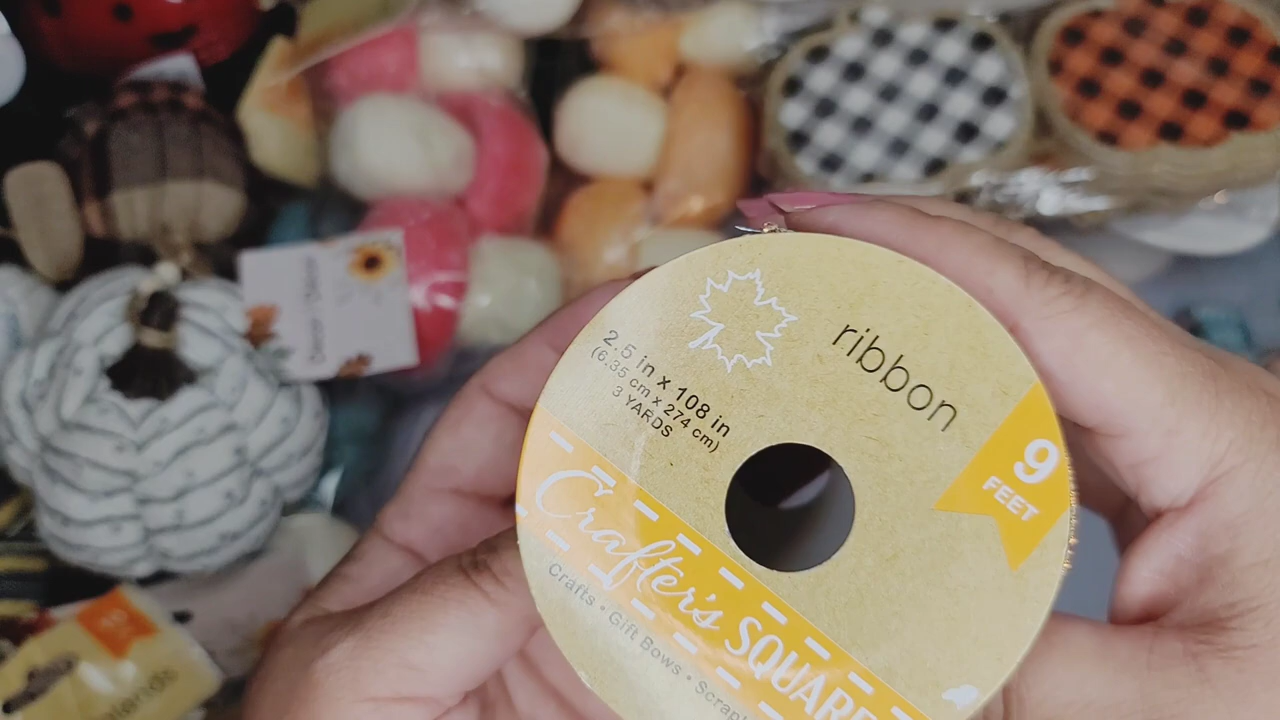 ribbon
2.5 in x 108 in
(6.35 cm x 274 cm)
3 YARDS
9
FEET
Crafter's SQUARE
Crafts • Gift Bows •